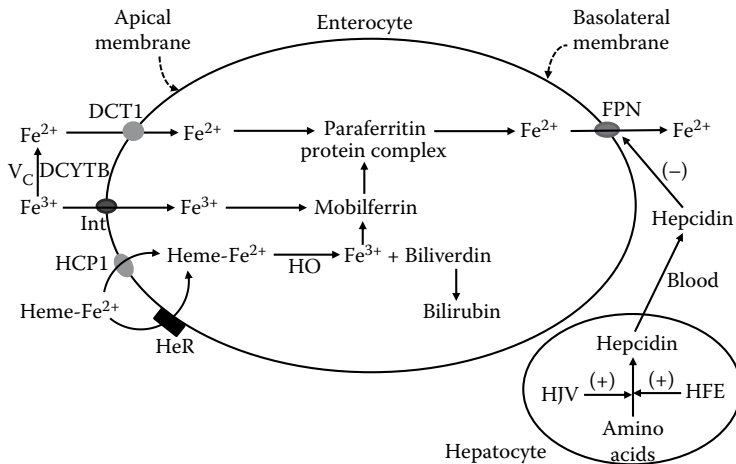 Apical
membrane
Enterocyte
Basolateral
membrane
DCT1
FPN
Fe²⁺
Fe²⁺
Paraferritin
protein complex
Fe²⁺
Fe²⁺
V_C
DCYTB
(−)
Fe³⁺
Int
Fe³⁺
Mobilferrin
Hepcidin
HCP1
Heme-Fe²⁺
HO
Fe³⁺ + Biliverdin
Blood
Heme-Fe²⁺
Bilirubin
HeR
Hepcidin
HJV
(+)
(+)
HFE
Amino
acids
Hepatocyte